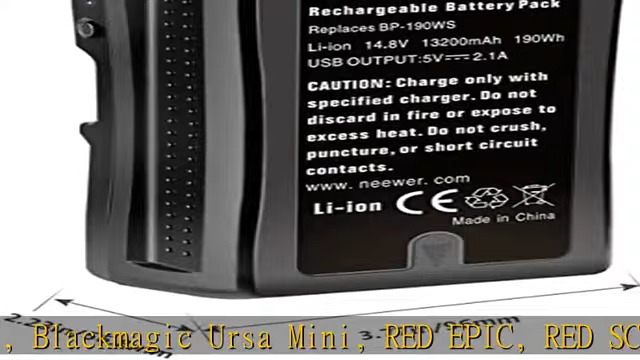 Rechargeable Battery Pack
Replaces BP-190WS
Li-ion 14.8V 13200mAh 190Wh
USB OUTPUT:5V⎓2.1A
CAUTION: Charge only with
specified charger. Do not
discard in fire or expose to
excess heat. Do not crush,
puncture, or short circuit
contacts.
www. neewer. com
Li-ion CE
Made in China
, Blackmagic Ursa Mini, RED EPIC, RED SC